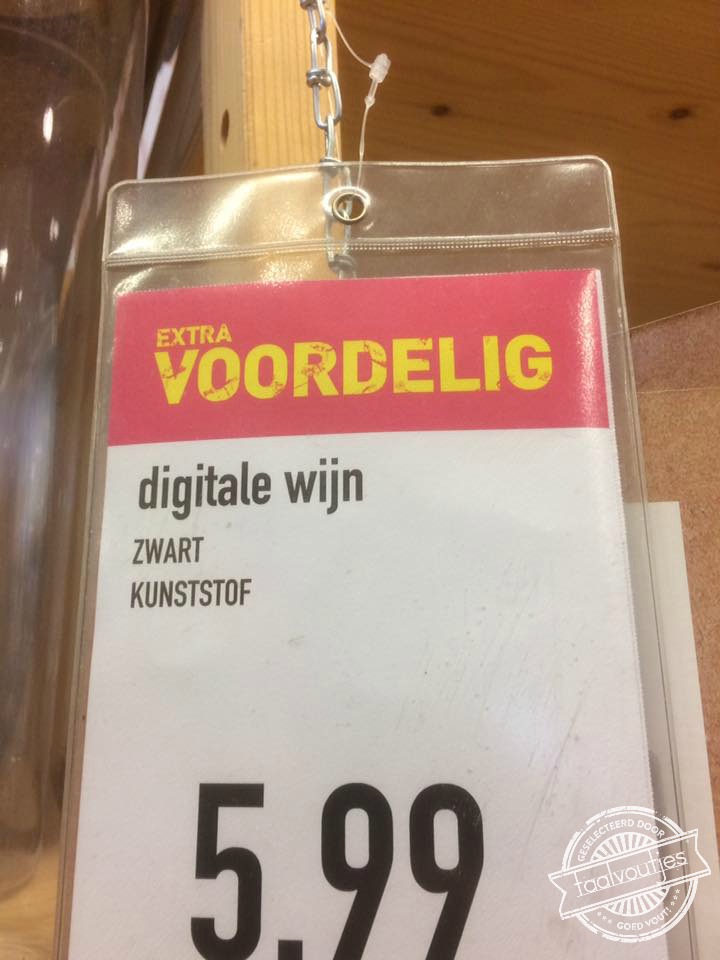 EXTRA
VOORDELIG
digitale wijn
ZWART
KUNSTSTOF
5.99
GESELECTEERD DOOR
taalvoutjes
GOED VOUT!